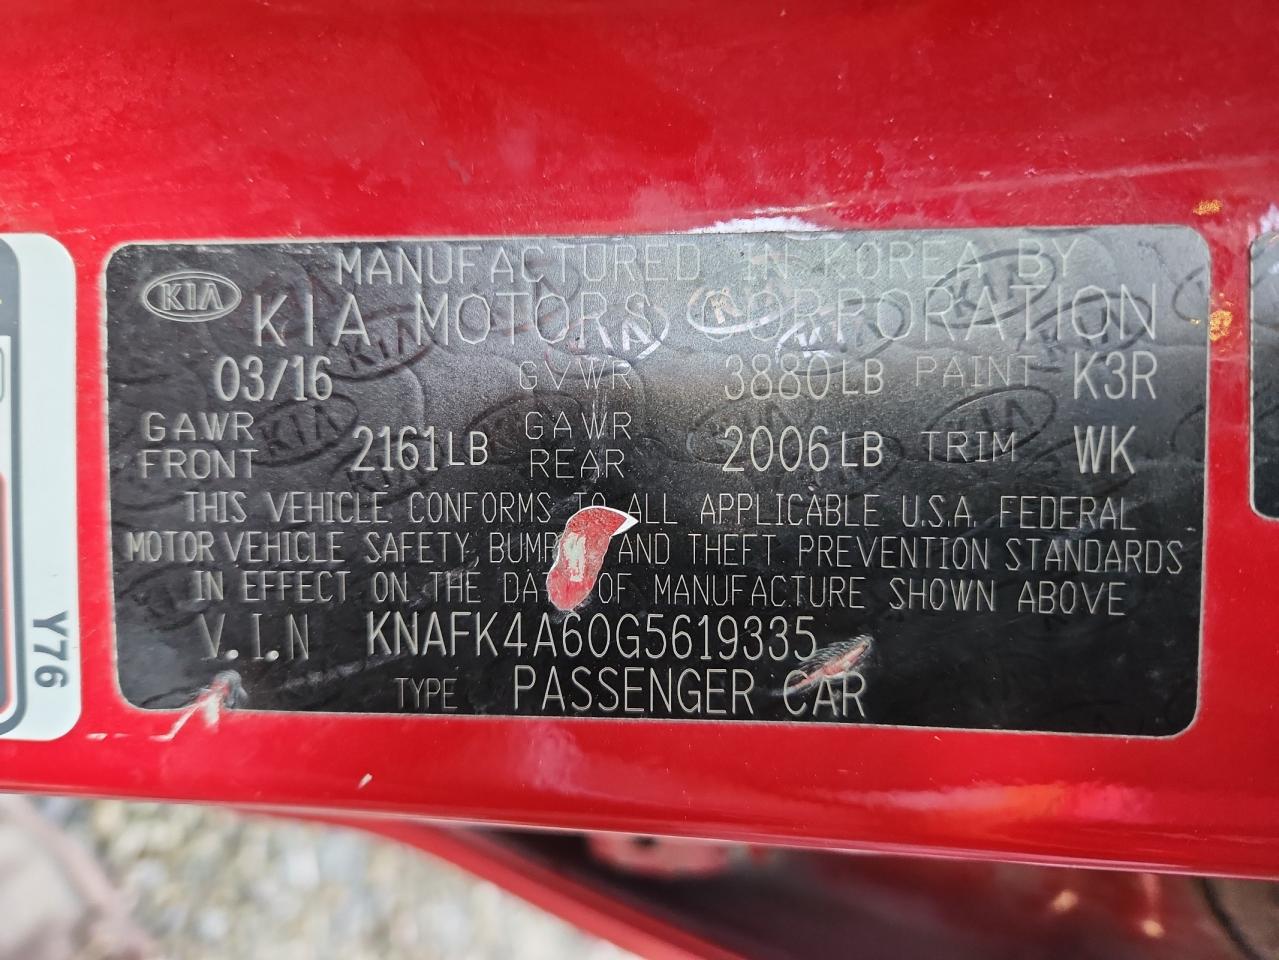 MANUFACTURED IN KOREA BY
KIA KIA MOTORS CORPORATION
03/16 GVWR 3880LB PAINT K3R
GAWR FRONT 2161LB GAWR REAR 2006LB TRIM WK
THIS VEHICLE CONFORMS TO ALL APPLICABLE U.S.A. FEDERAL
MOTOR VEHICLE SAFETY, AND THEFT PREVENTION STANDARDS
IN EFFECT ON THE OF MANUFACTURE SHOWN ABOVE
V.I.N KNAFK4A60G5619335
TYPE PASSENGER CAR
Y76